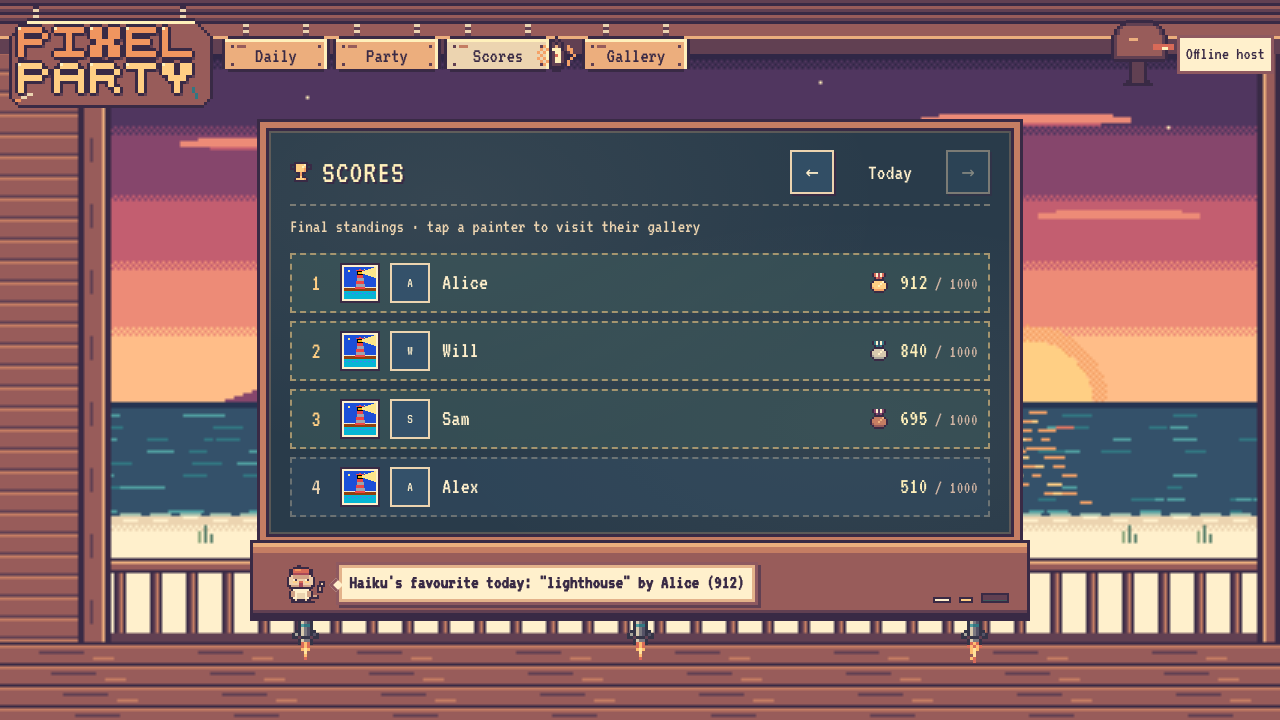 PIXEL
PARTY
Daily
Party
Scores
Gallery
Offline host
SCORES
←
Today
→
Final standings · tap a painter to visit their gallery
1 A Alice 912 / 1000
2 W Will 840 / 1000
3 S Sam 695 / 1000
4 A Alex 510 / 1000
Haiku's favourite today: "lighthouse" by Alice (912)